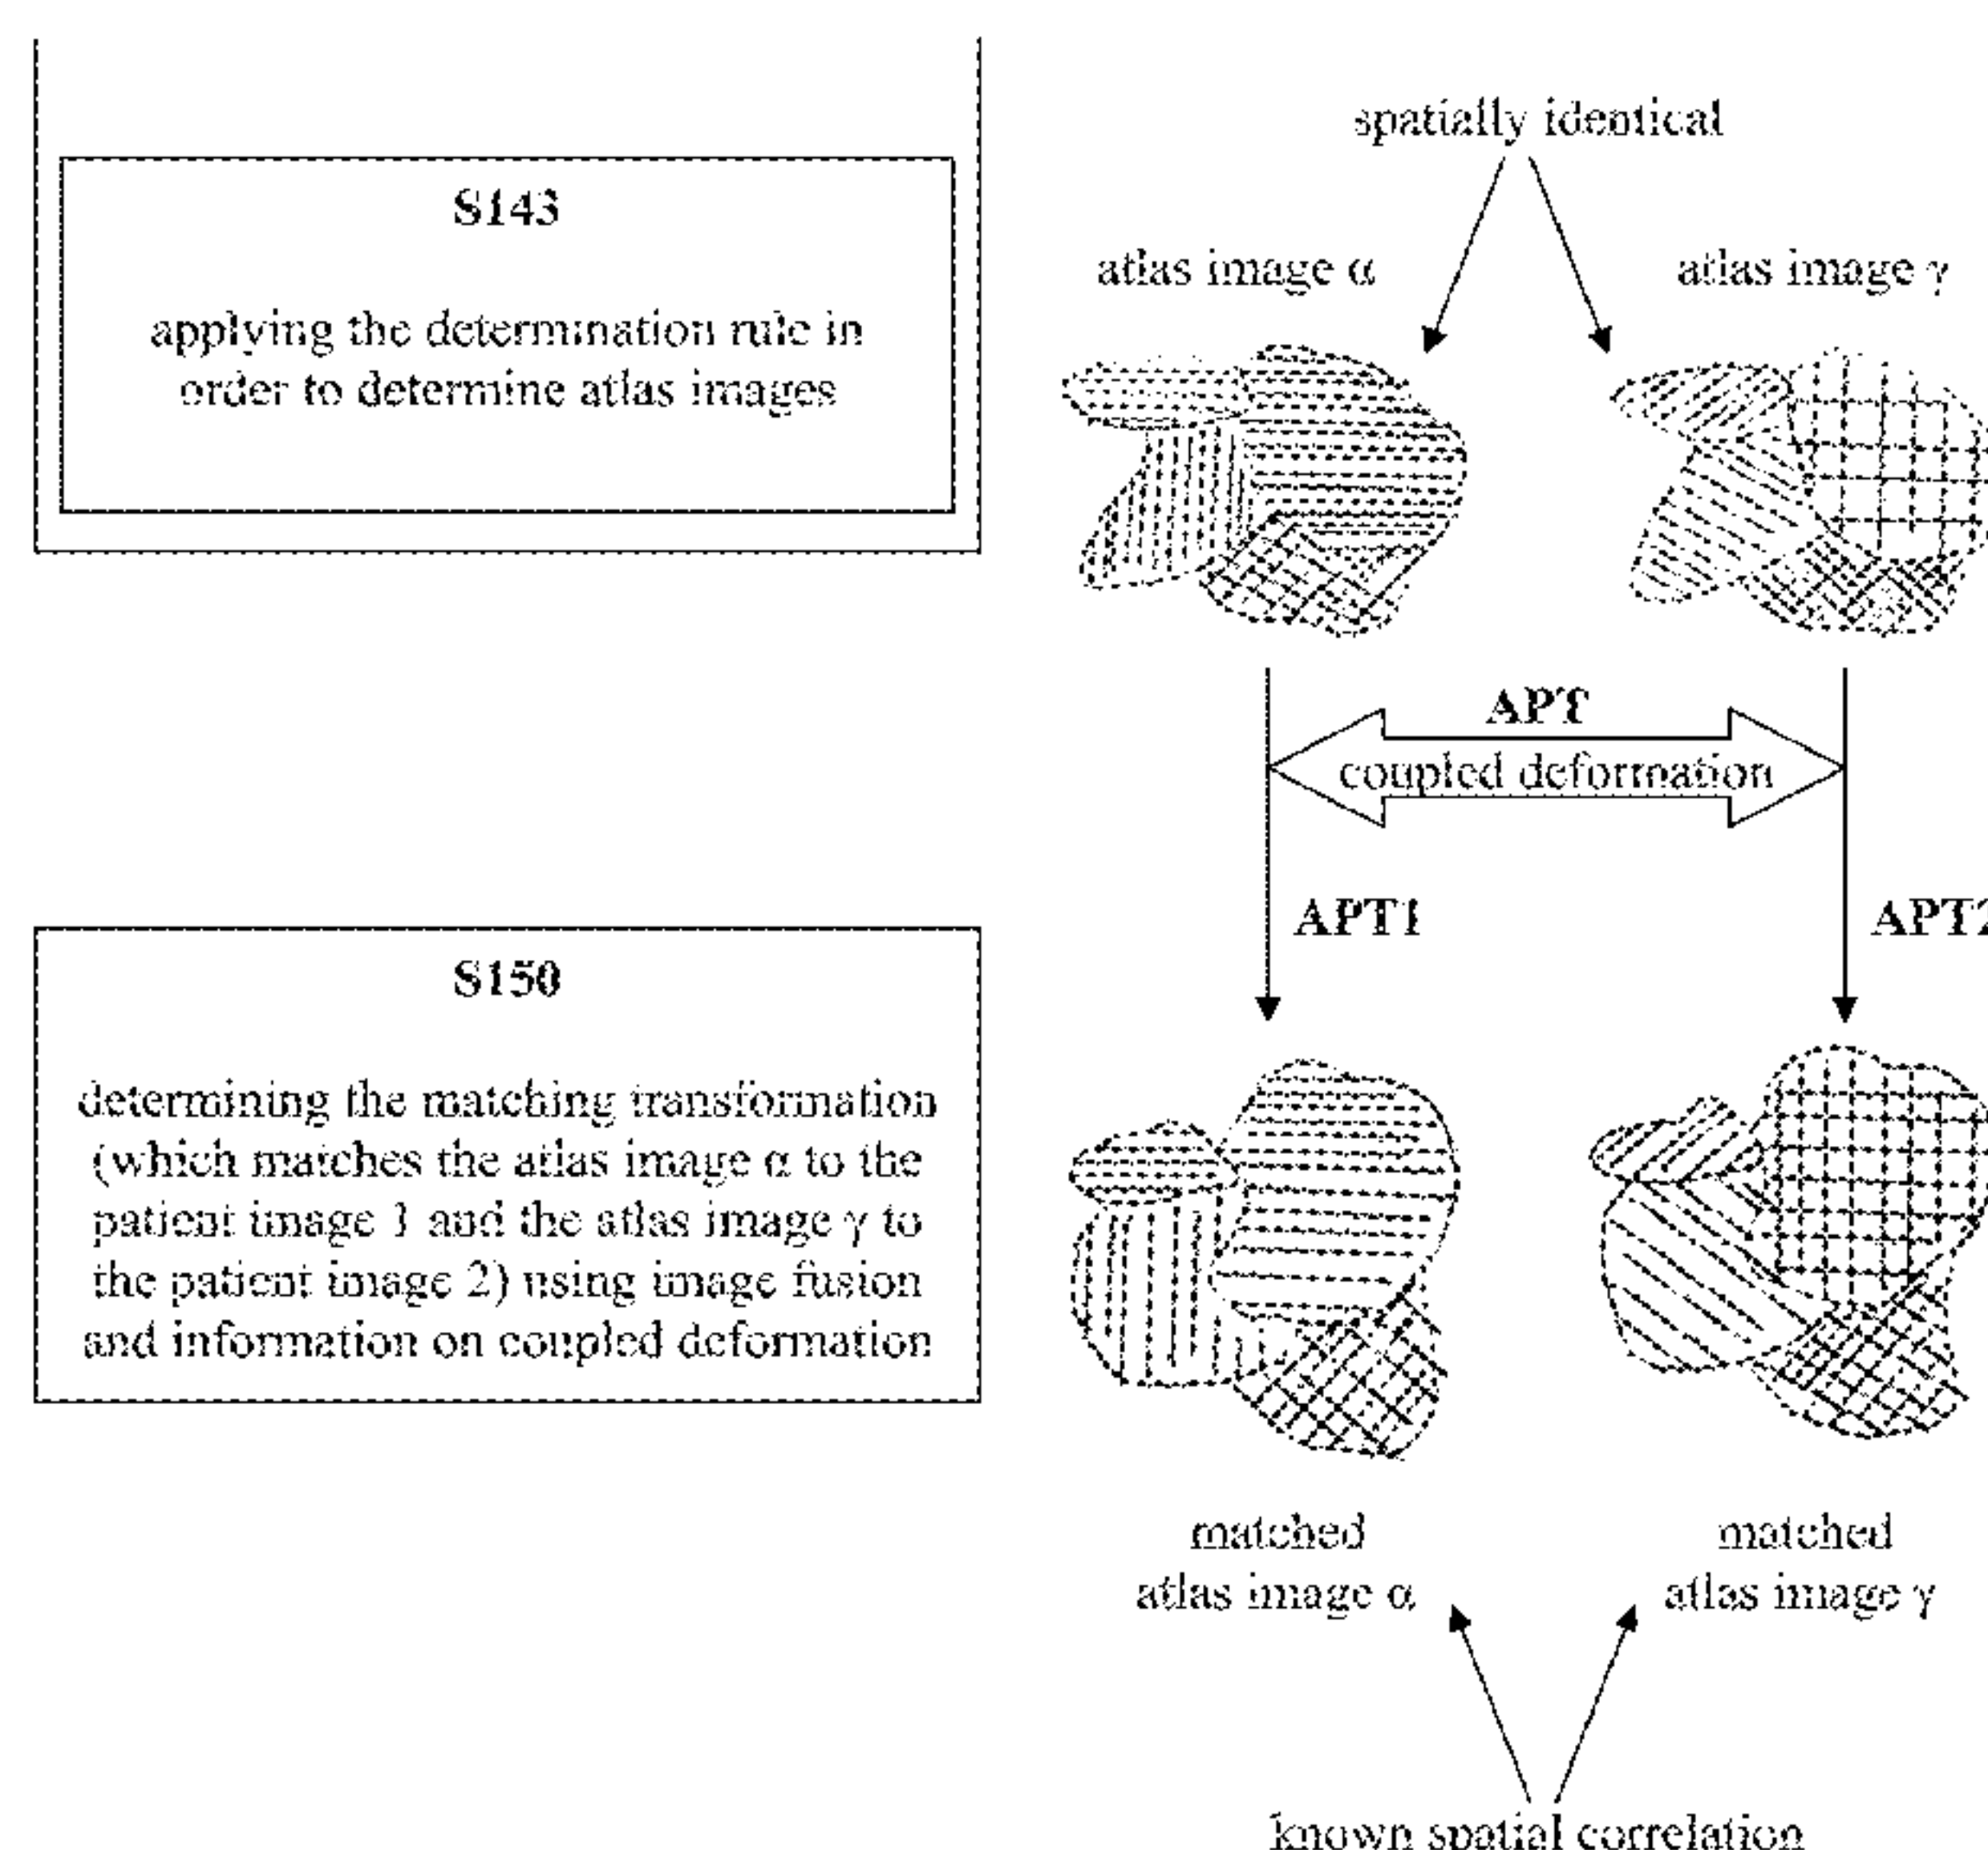 S143
applying the determination rule in
order to determine atlas images
spatially identical
atlas image α
atlas image γ
APT
coupled deformation
APT1
APT2
S150
determining the matching transformation
(which matches the atlas image α to the
patient image 1 and the atlas image γ to
the patient image 2) using image fusion
and information on coupled deformation
matched
atlas image α
matched
atlas image γ
known spatial correlation